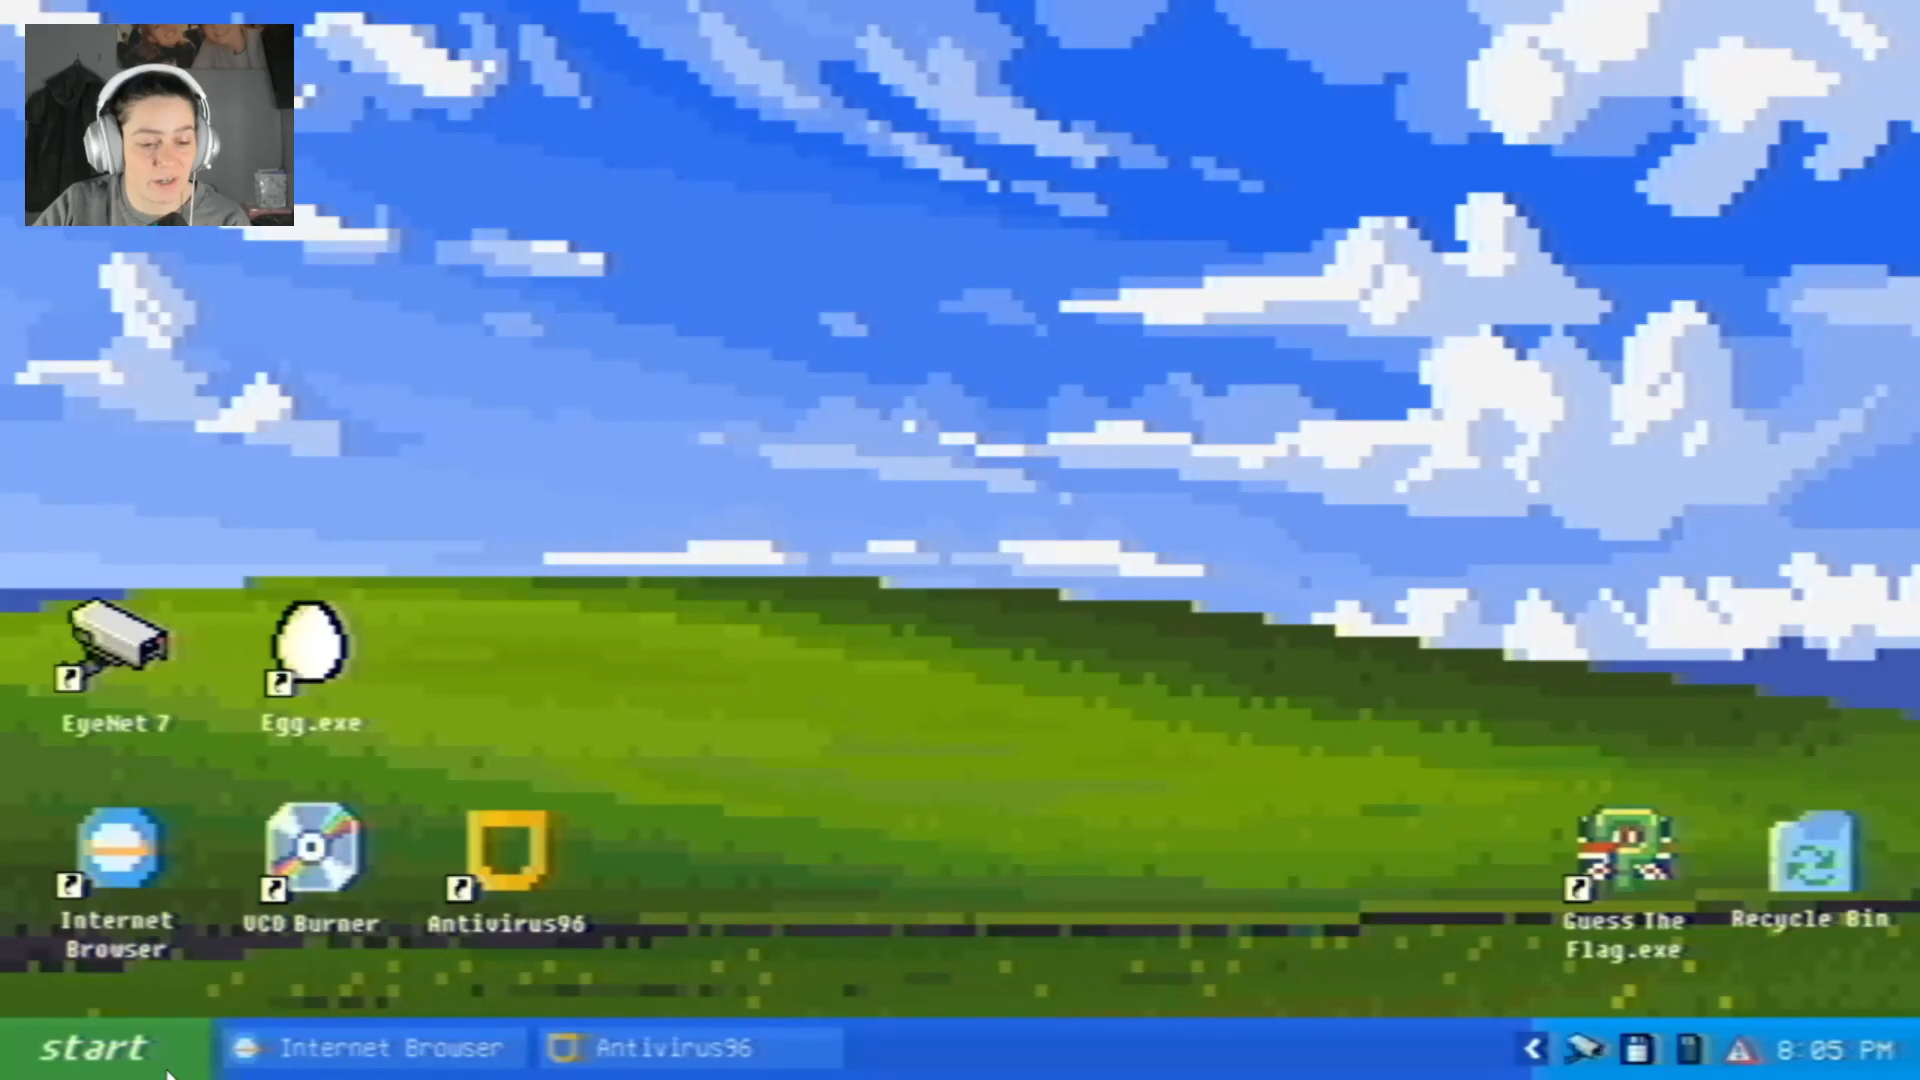 EyeNet 7
Egg.exe
Internet
Browser
VCD Burner
Antivirus96
Guess The
Flag.exe
Recycle Bin
start
Internet Browser
Antivirus96
8:05 PM